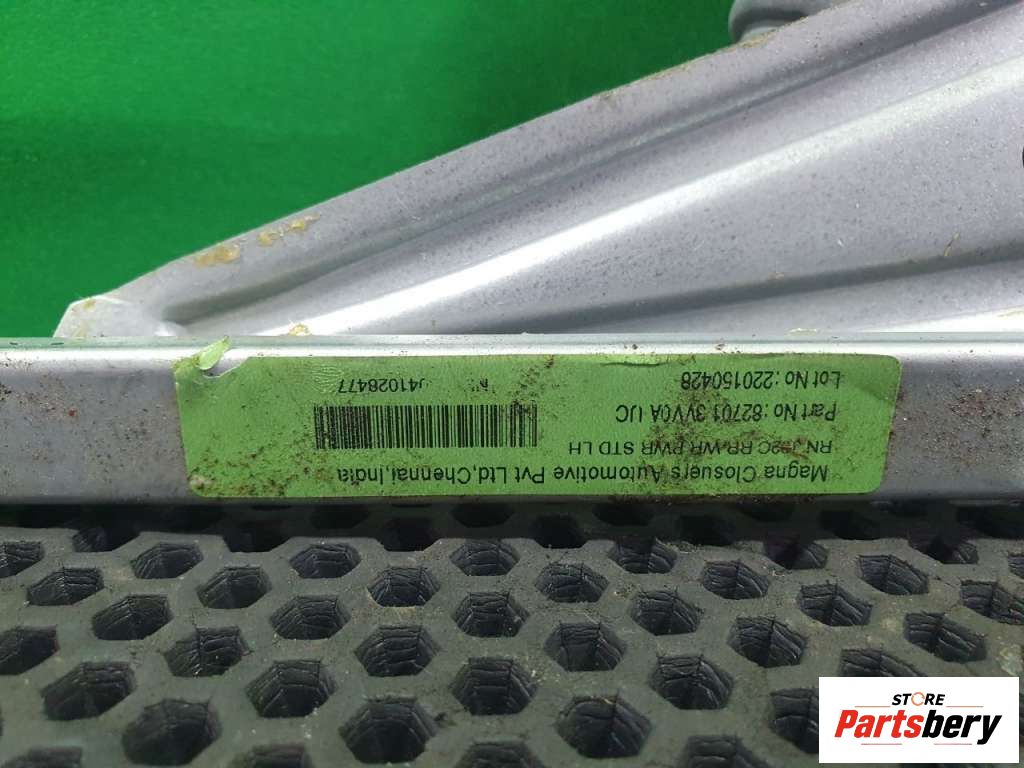 Magna Closuers Automotive Pvt Ltd,Chennai,India
RR WR PWR STD LH
Part No : 82701 3VV0A UC
Lot No : 220150428
J41028477
STORE
Partsbery